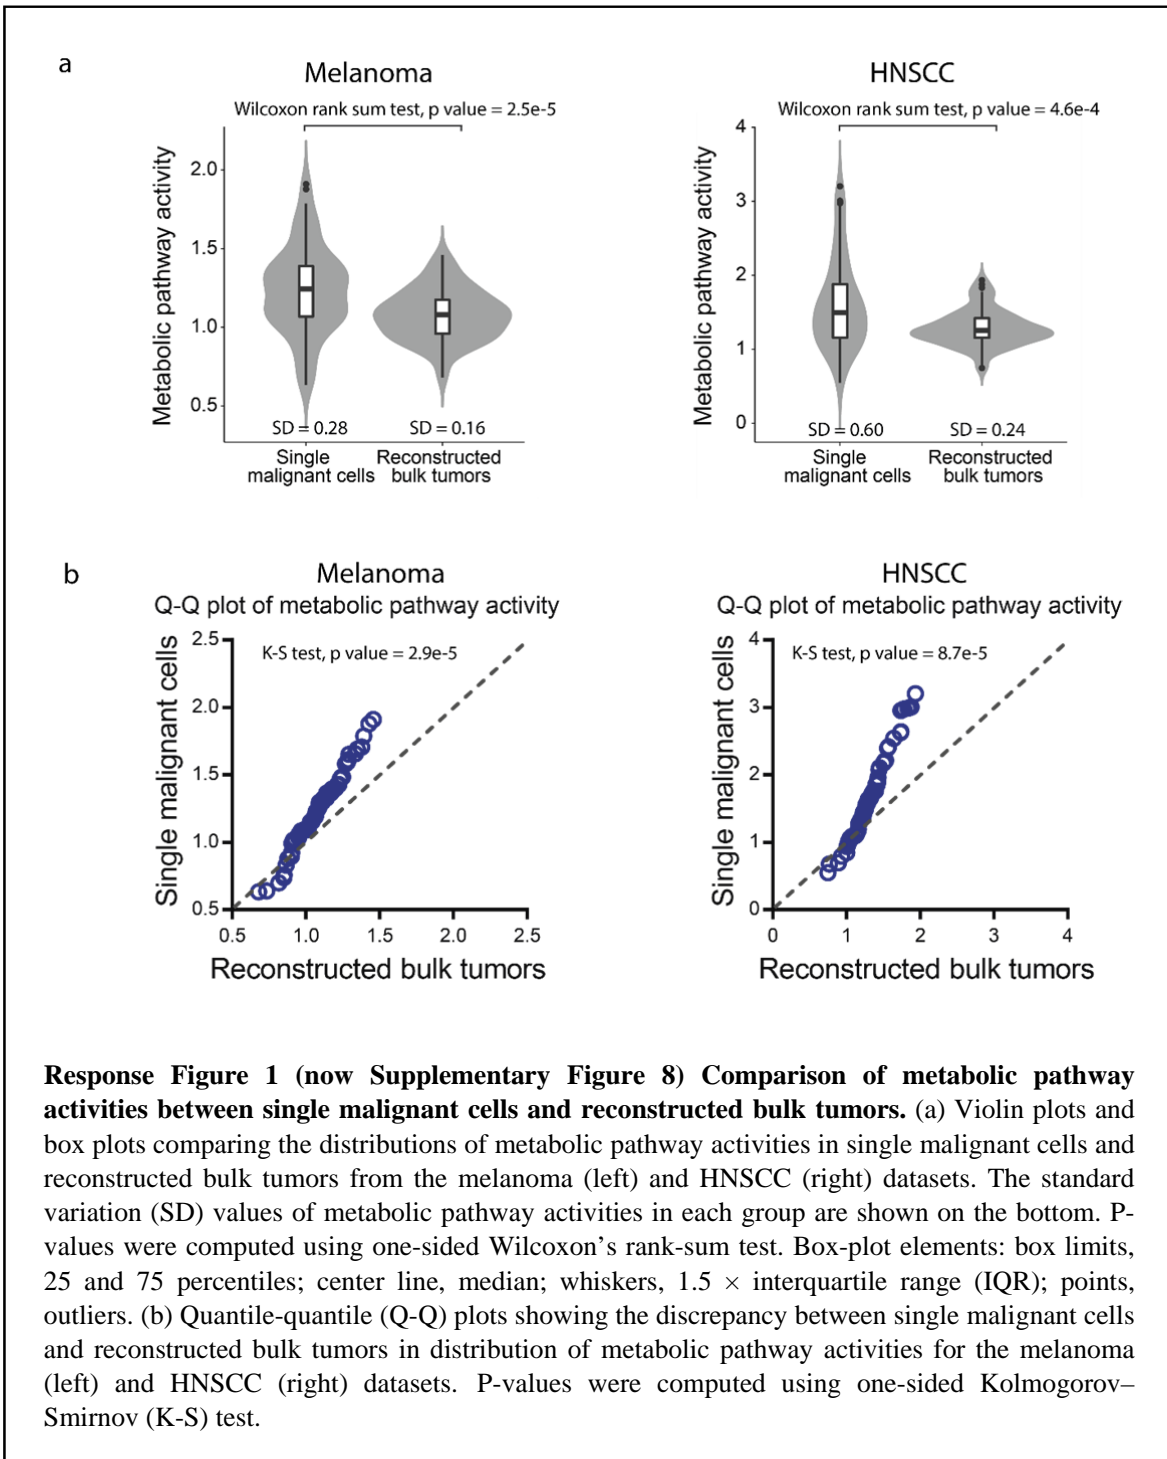 a
Melanoma
Wilcoxon rank sum test, p value = 2.5e-5
Metabolic pathway activity
2.0
1.5
1.0
0.5
SD = 0.28
SD = 0.16
Single
malignant cells
Reconstructed
bulk tumors
HNSCC
Wilcoxon rank sum test, p value = 4.6e-4
Metabolic pathway activity
4
3
2
1
0
SD = 0.60
SD = 0.24
Single
malignant cells
Reconstructed
bulk tumors
b
Melanoma
Q-Q plot of metabolic pathway activity
K-S test, p value = 2.9e-5
Single malignant cells
2.5
2.0
1.5
1.0
0.5
0.5 1.0 1.5 2.0 2.5
Reconstructed bulk tumors
HNSCC
Q-Q plot of metabolic pathway activity
K-S test, p value = 8.7e-5
Single malignant cells
4
3
2
1
0
0 1 2 3 4
Reconstructed bulk tumors
Response Figure 1 (now Supplementary Figure 8) Comparison of metabolic pathway
activities between single malignant cells and reconstructed bulk tumors. (a) Violin plots and
box plots comparing the distributions of metabolic pathway activities in single malignant cells and
reconstructed bulk tumors from the melanoma (left) and HNSCC (right) datasets. The standard
variation (SD) values of metabolic pathway activities in each group are shown on the bottom. P-
values were computed using one-sided Wilcoxon's rank-sum test. Box-plot elements: box limits,
25 and 75 percentiles; center line, median; whiskers, 1.5 × interquartile range (IQR); points,
outliers. (b) Quantile-quantile (Q-Q) plots showing the discrepancy between single malignant cells
and reconstructed bulk tumors in distribution of metabolic pathway activities for the melanoma
(left) and HNSCC (right) datasets. P-values were computed using one-sided Kolmogorov–
Smirnov (K-S) test.